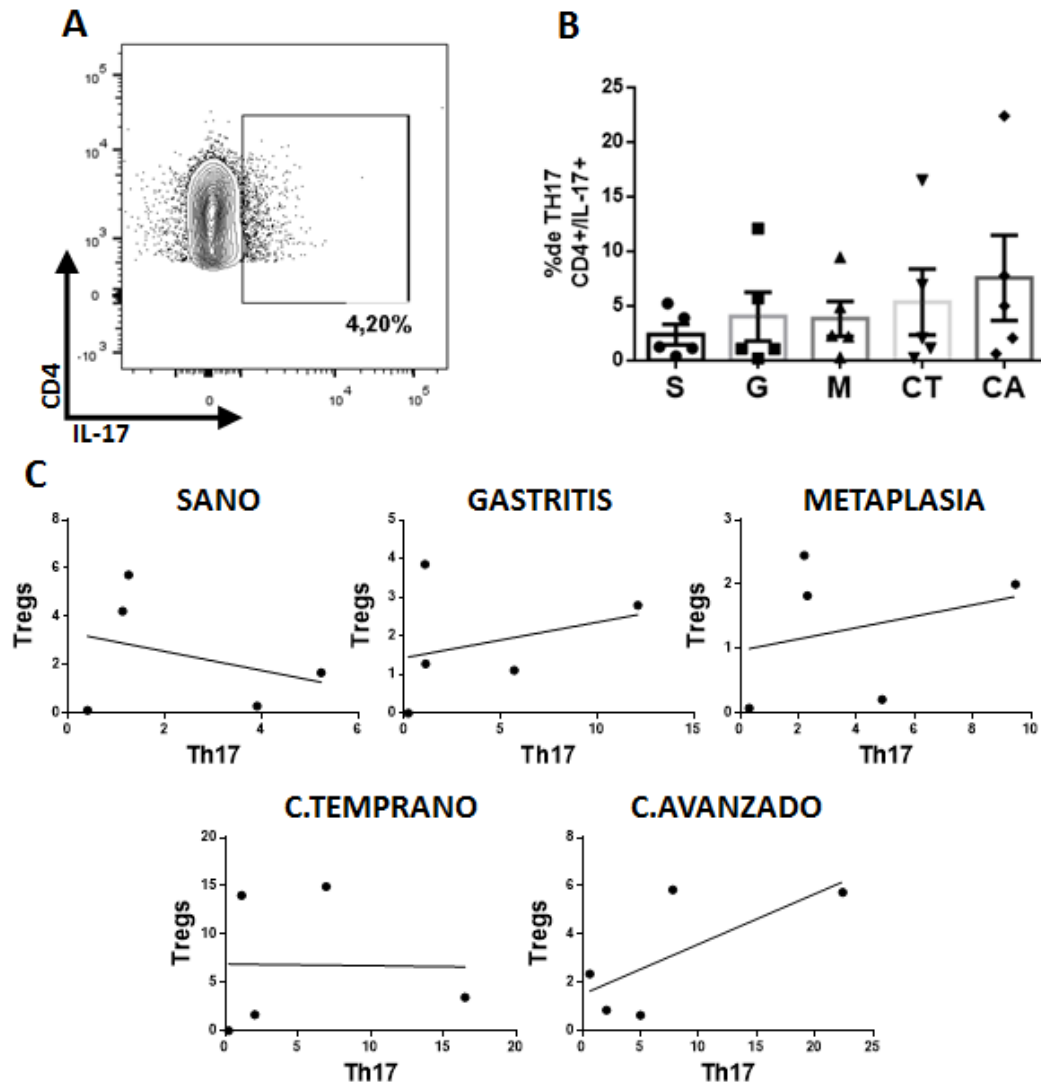 A
10^5
10^4
10^3
0
-10^3
4,20%
0
10^4
10^5
CD4
IL-17
B
%de TH17
CD4+/IL-17+
25
20
15
10
5
0
S G M CT CA
C
SANO
Tregs
8
6
4
2
0
0 2 4 6
Th17
GASTRITIS
Tregs
5
4
3
2
1
0
0 5 10 15
Th17
METAPLASIA
Tregs
3
2
1
0
0 2 4 6 8 10
Th17
C.TEMPRANO
Tregs
20
15
10
5
0
0 5 10 15 20
Th17
C.AVANZADO
Tregs
8
6
4
2
0
0 5 10 15 20 25
Th17